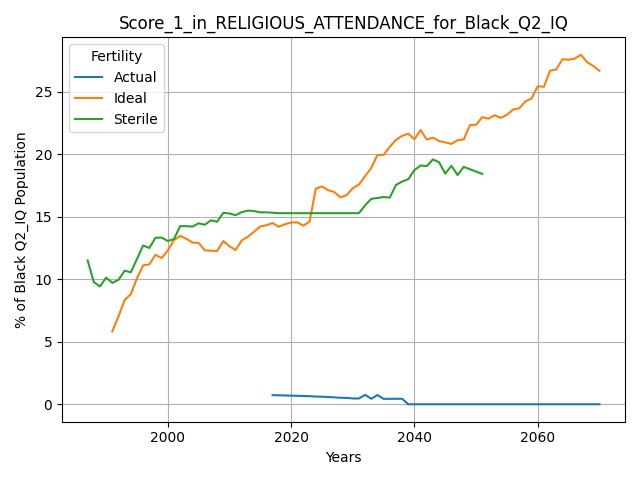 Score_1_in_RELIGIOUS_ATTENDANCE_for_Black_Q2_IQ
Fertility
Actual
Ideal
Sterile
% of Black Q2_IQ Population
25
20
15
10
5
0
2000 2020 2040 2060
Years